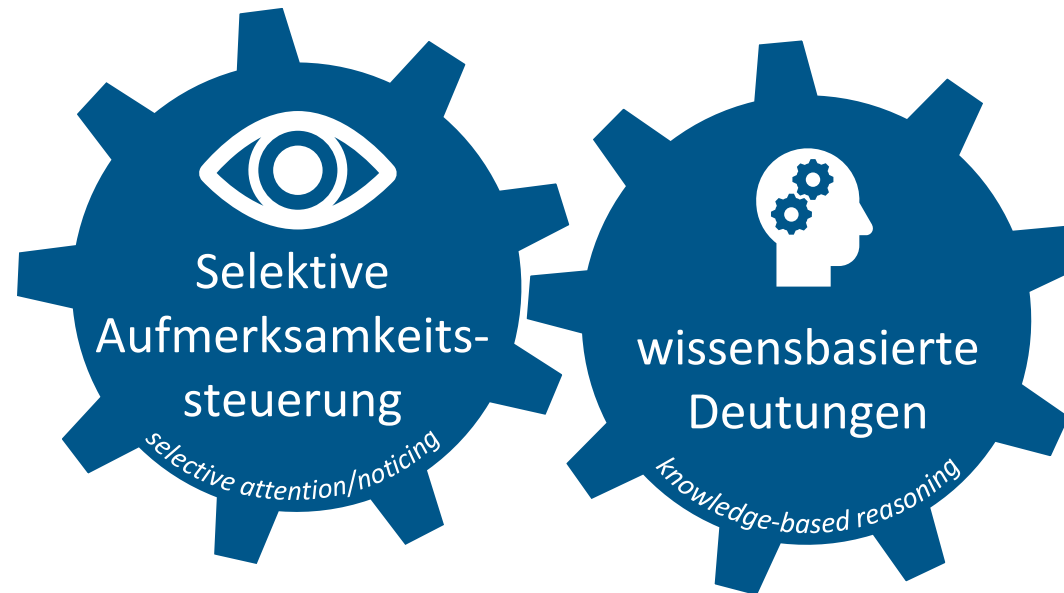 Selektive
Aufmerksamkeits-
steuerung
selective attention/noticing
wissensbasierte
Deutungen
knowledge-based reasoning